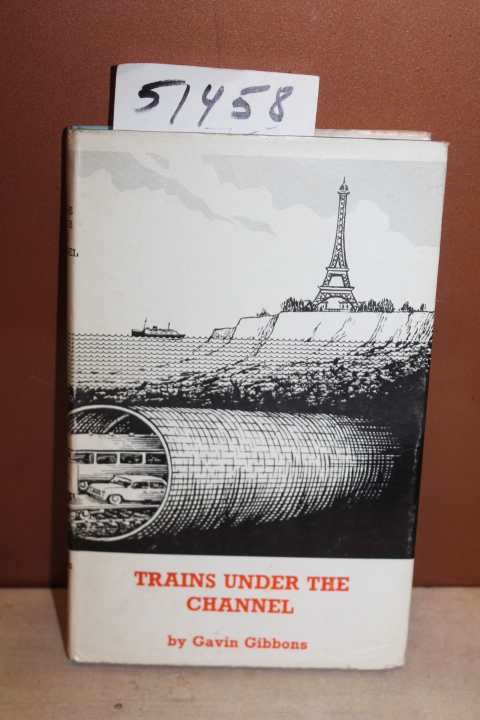 51458
TRAINS UNDER THE
CHANNEL
by Gavin Gibbons